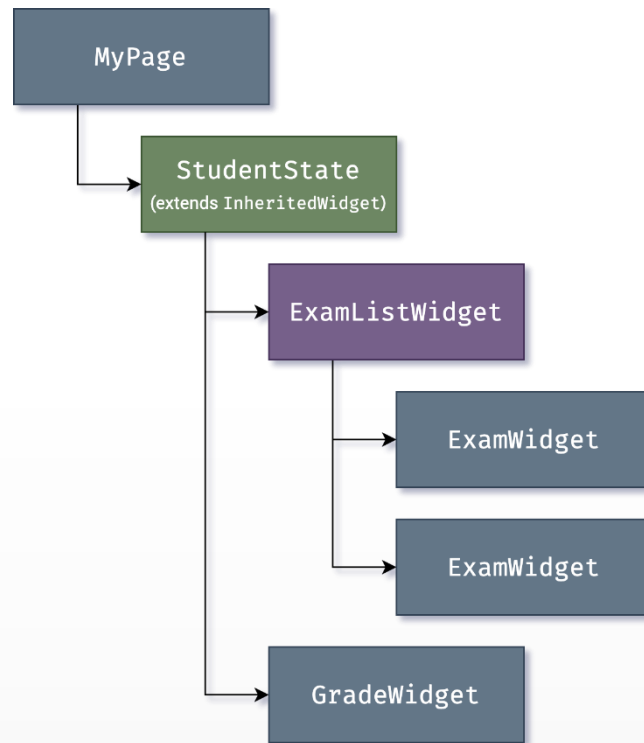 MyPage
StudentState
(extends InheritedWidget)
ExamListWidget
ExamWidget
ExamWidget
GradeWidget